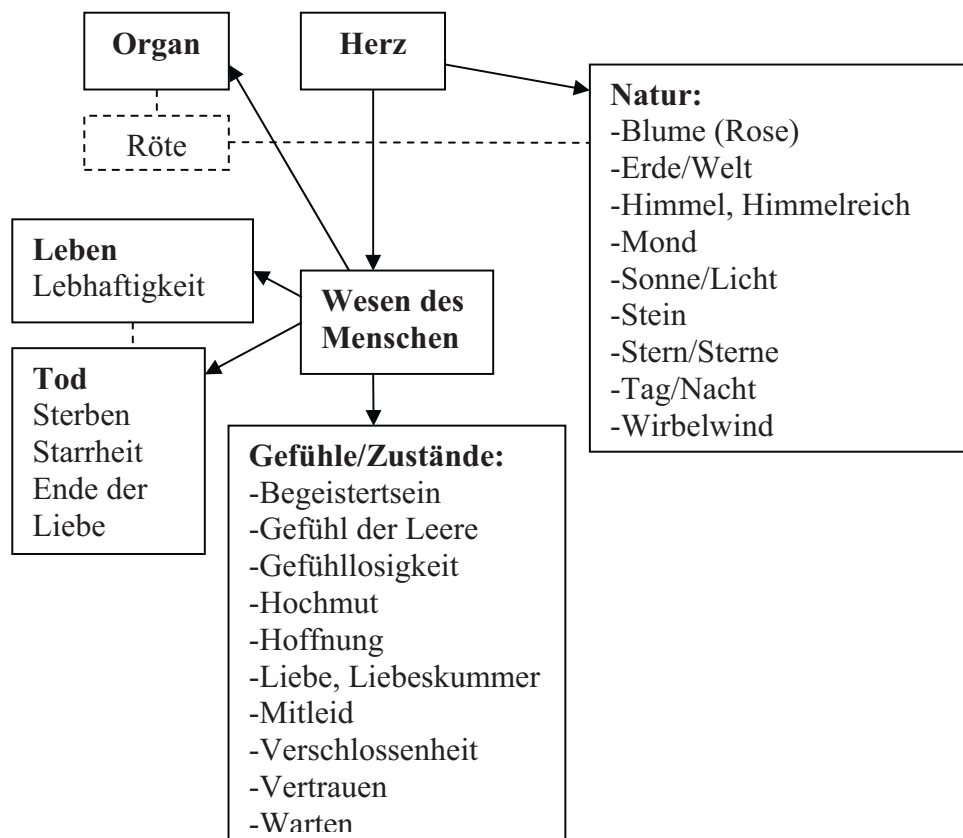 Organ
Herz
Röte
Natur:
-Blume (Rose)
-Erde/Welt
-Himmel, Himmelreich
-Mond
-Sonne/Licht
-Stein
-Stern/Sterne
-Tag/Nacht
-Wirbelwind
Leben
Lebhaftigkeit
Wesen des
Menschen
Tod
Sterben
Starrheit
Ende der
Liebe
Gefühle/Zustände:
-Begeistertsein
-Gefühl der Leere
-Gefühllosigkeit
-Hochmut
-Hoffnung
-Liebe, Liebeskummer
-Mitleid
-Verschlossenheit
-Vertrauen
-Warten